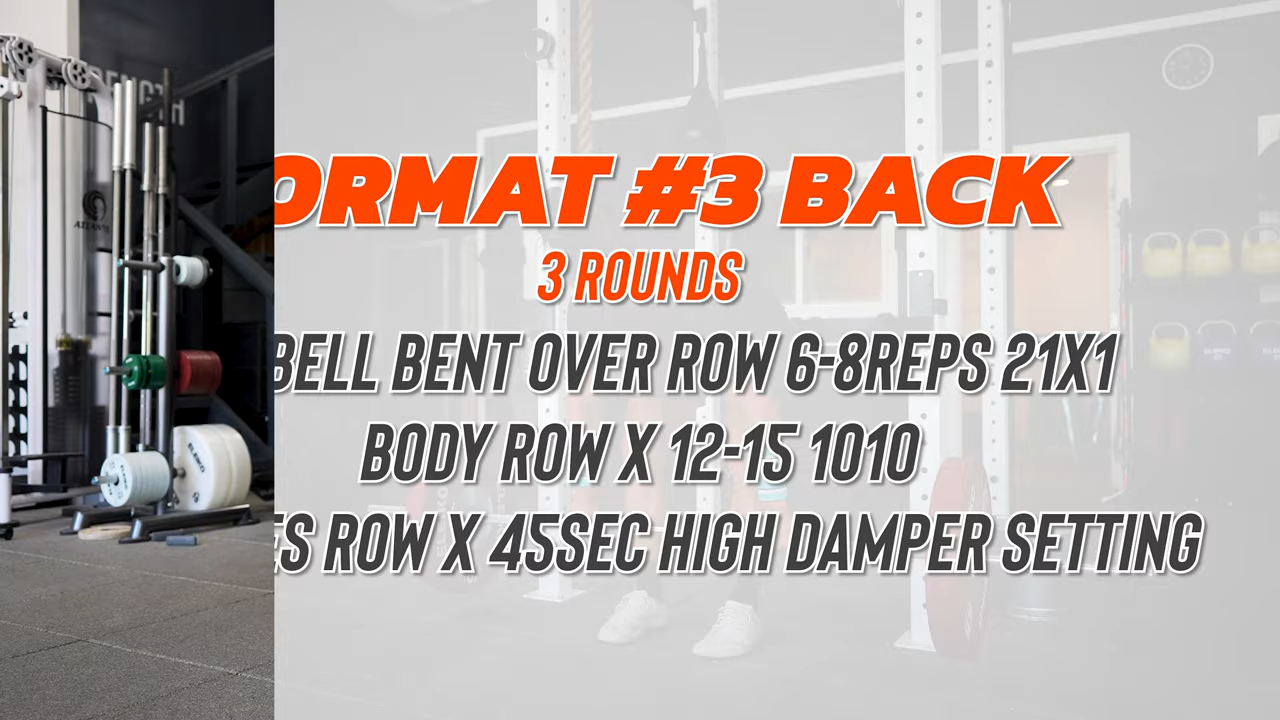 ORMAT #3 BACK
3 ROUNDS
BELL BENT OVER ROW 6-8REPS 21X1
BODY ROW X 12-15 1010
ES ROW X 45SEC HIGH DAMPER SETTING
ELEIKO